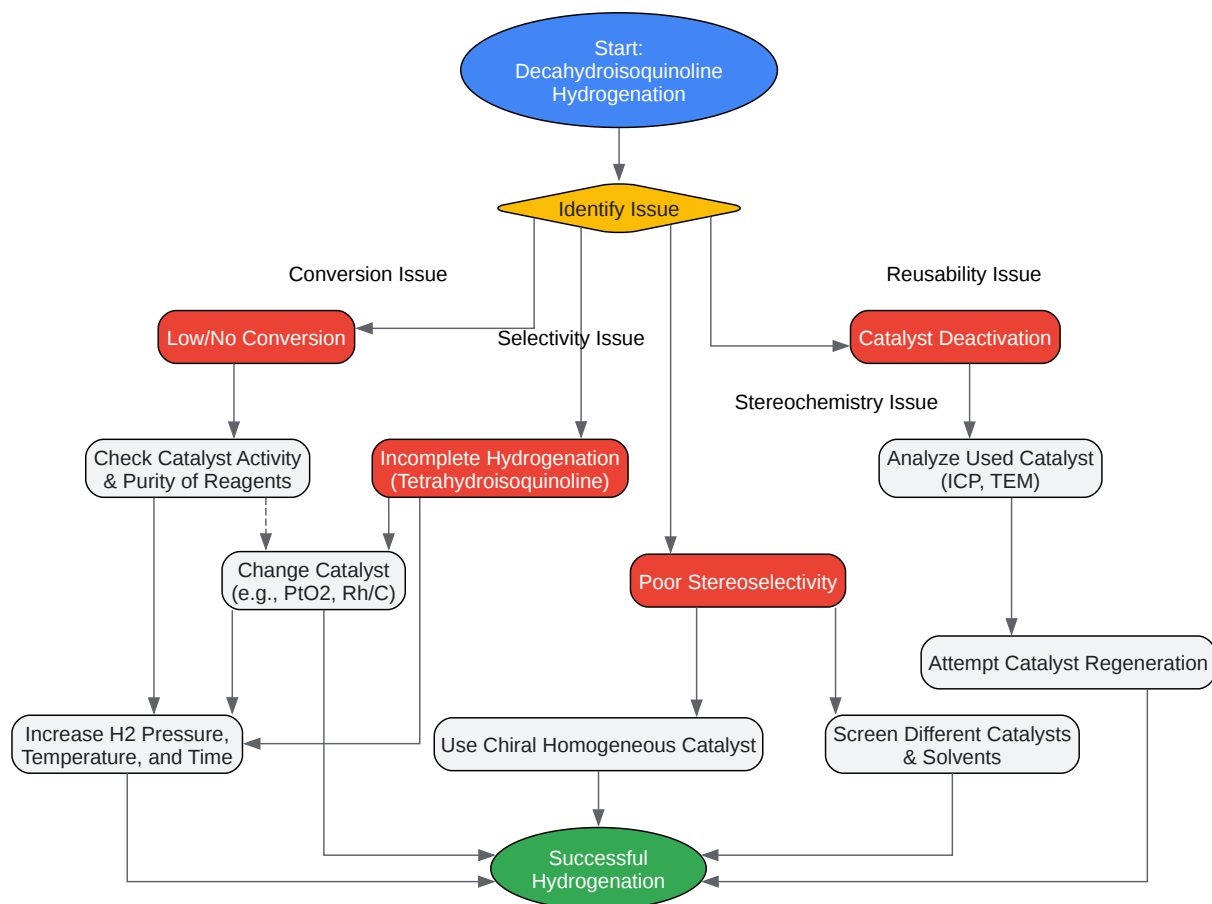 Start:
Decahydroisoquinoline
Hydrogenation
Identify Issue
Conversion Issue
Reusability Issue
Low/No Conversion
Selectivity Issue
Catalyst Deactivation
Stereochemistry Issue
Check Catalyst Activity
& Purity of Reagents
Incomplete Hydrogenation
(Tetrahydroisoquinoline)
Analyze Used Catalyst
(ICP, TEM)
Change Catalyst
(e.g., PtO2, Rh/C)
Poor Stereoselectivity
Attempt Catalyst Regeneration
Increase H2 Pressure,
Temperature, and Time
Use Chiral Homogeneous Catalyst
Screen Different Catalysts
& Solvents
Successful
Hydrogenation